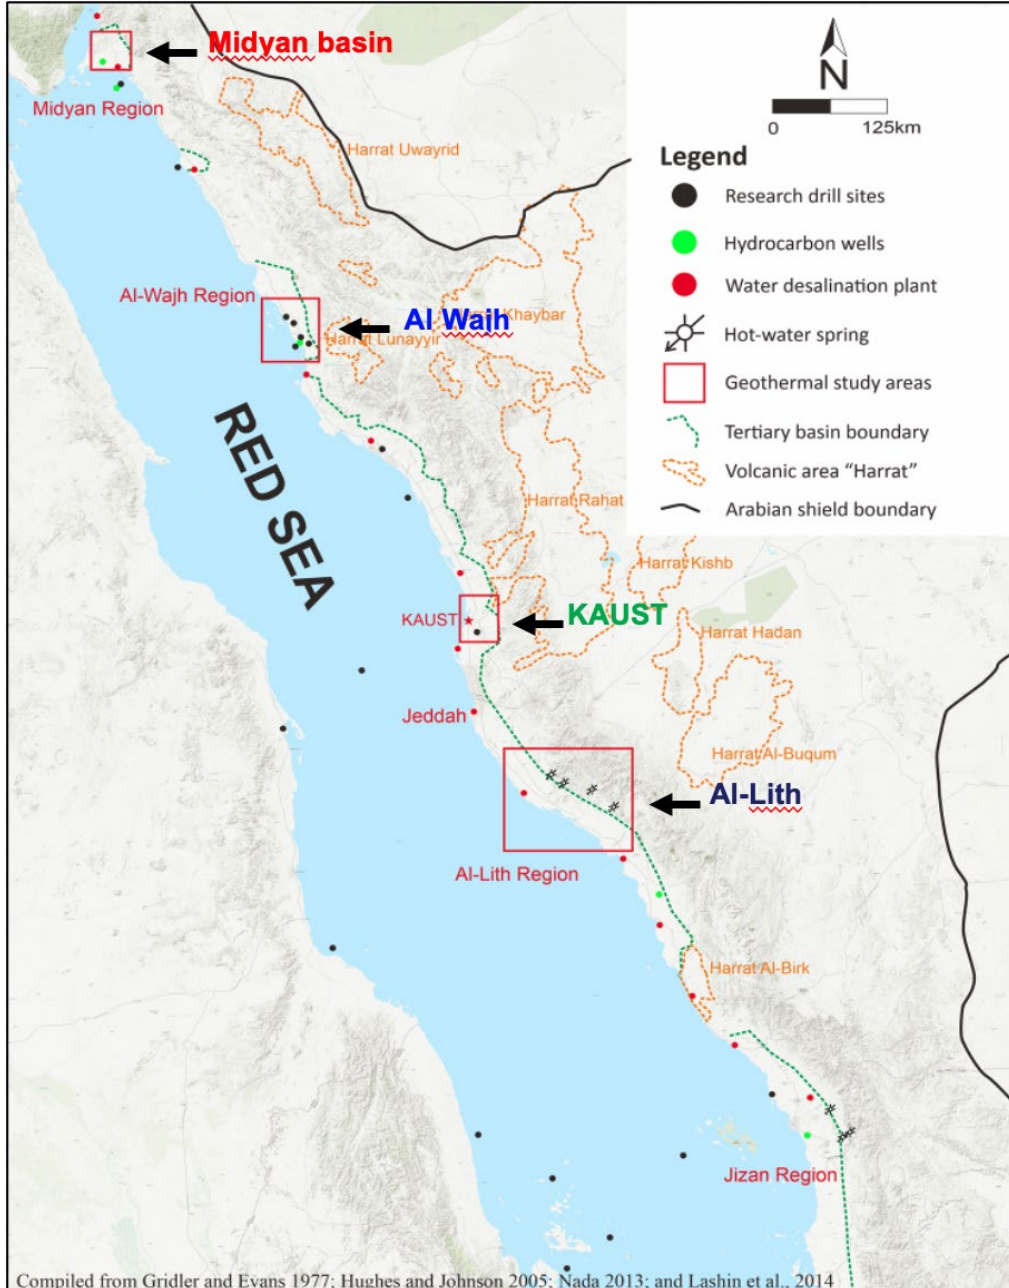 Midyan basin
Midyan Region
Harrat Uwayrid
N
0 125km
Legend
Research drill sites
Hydrocarbon wells
Water desalination plant
Hot-water spring
Geothermal study areas
Tertiary basin boundary
Volcanic area “Harrat”
Arabian shield boundary
Al-Wajh Region
Al Wajh
Khaybar
Harrat Lunayyir
RED SEA
Harrat Rahat
Harrat Kishb
KAUST
KAUST
Harrat Hadan
Jeddah
Harrat Al-Buqum
Al-Lith
Al-Lith Region
Harrat Al-Birk
Jizan Region
Compiled from Gridler and Evans 1977; Hughes and Johnson 2005; Nada 2013; and Lashin et al., 2014